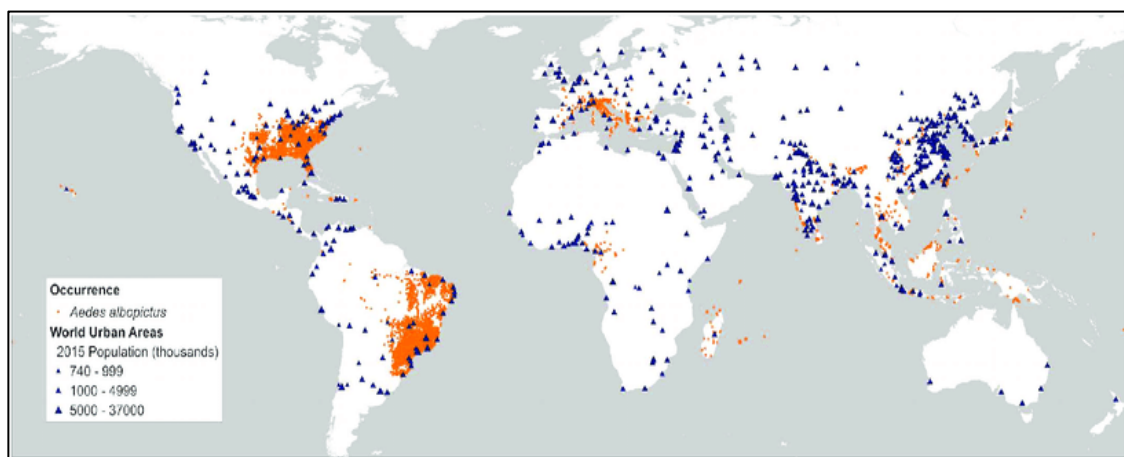 Occurrence
Aedes albopictus
World Urban Areas
2015 Population (thousands)
740 - 999
1000 - 4999
5000 - 37000